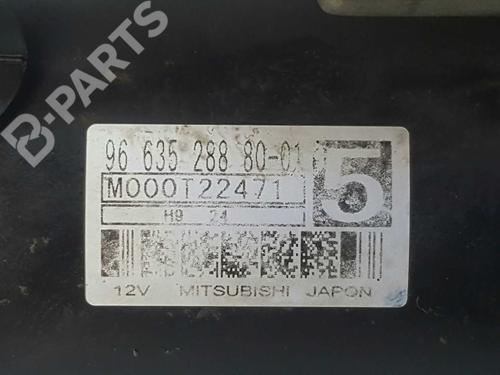 B-PARTS
96 635 288 80-01
5
M000T22471
H9 24
12V MITSUBISHI JAPON